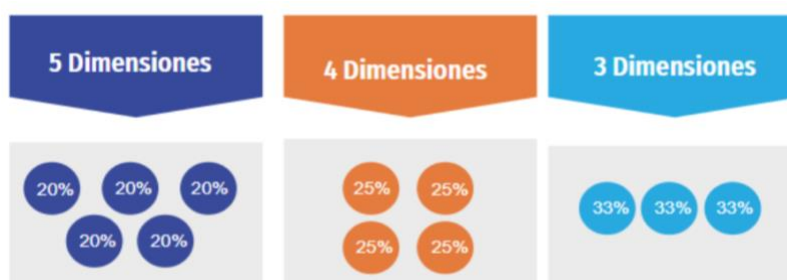 5 Dimensiones
4 Dimensiones
3 Dimensiones
20% 20% 20%
20% 20%
25% 25%
25% 25%
33% 33% 33%